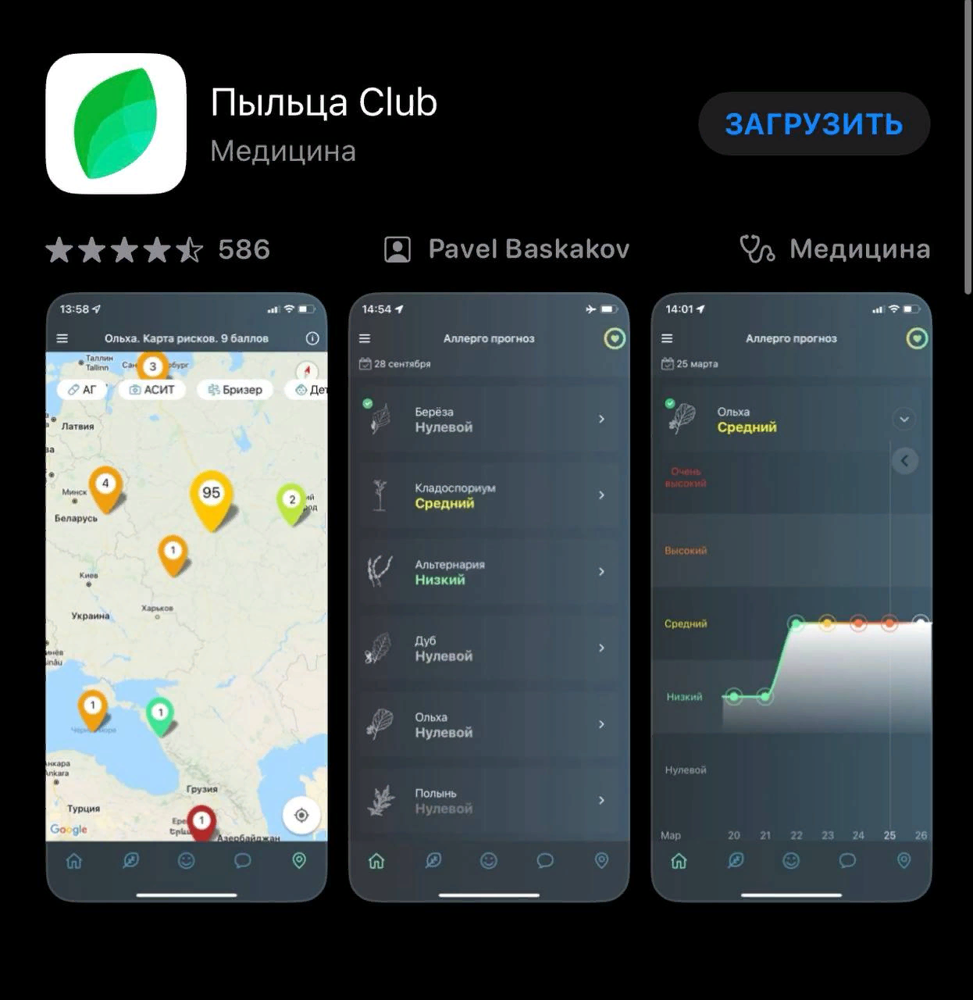 Пыльца Club
Медицина
ЗАГРУЗИТЬ
586
Pavel Baskakov
Медицина
13:58
Ольха. Карта рисков. 9 баллов
Таллин
Tallinn
3
АГ
АСИТ
Бризер
Латвия
4
Минск
Беларусь
95
2
1
Киев
Харьков
Украина
1
1
Черное море
Турция
Грузия
1
Азербайджан
Google
14:54
Аллерго прогноз
28 сентября
Берёза
Нулевой
Кладоспориум
Средний
Альтернария
Низкий
Дуб
Нулевой
Ольха
Нулевой
Полынь
Нулевой
14:01
Аллерго прогноз
25 марта
Ольха
Средний
Очень
высокий
Высокий
Средний
Низкий
Нулевой
Мар 20 21 22 23 24 25 26